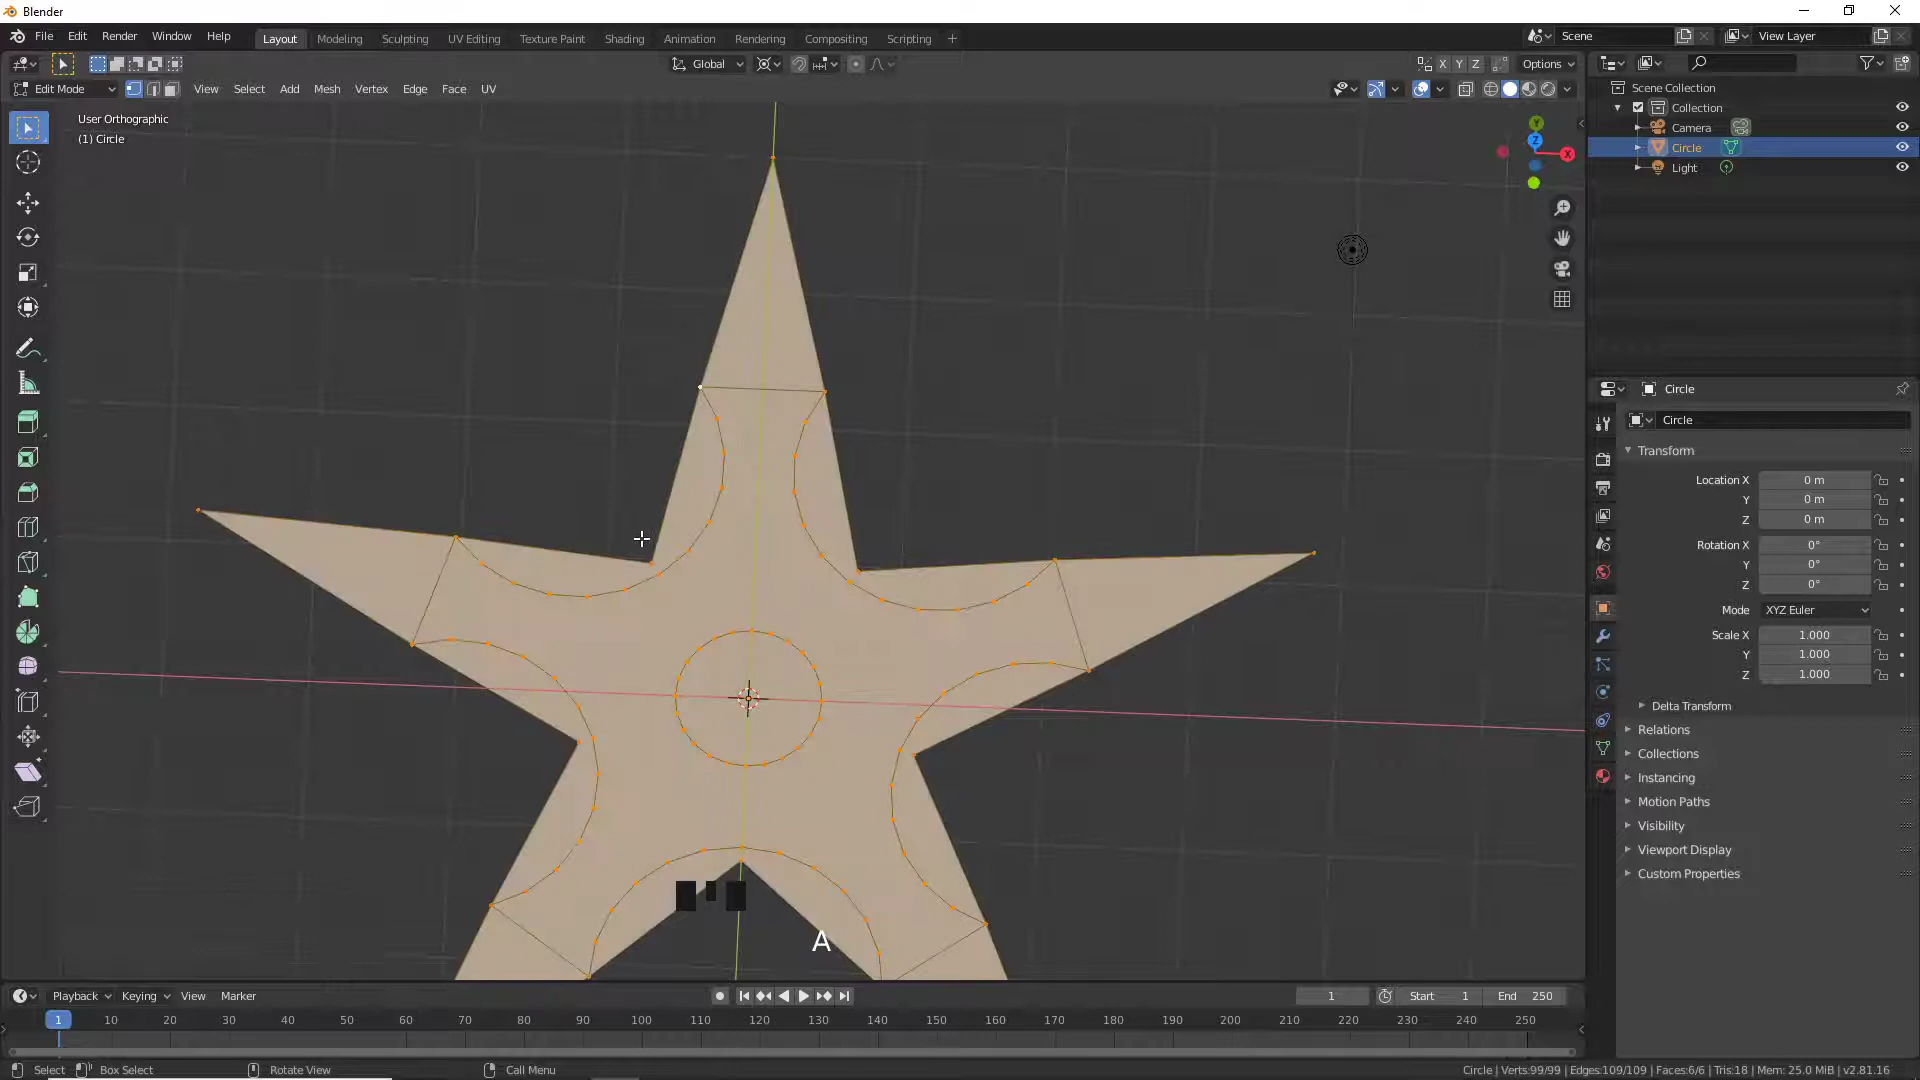 Blender
File Edit Render Window Help
Layout Modeling Sculpting UV Editing Texture Paint Shading Animation Rendering Compositing Scripting +
Scene
View Layer
Global
X Y Z
Options
Edit Mode
View Select Add Mesh Vertex Edge Face UV
User Orthographic
(1) Circle
Y
Z
X
Scene Collection
Collection
Camera
Circle
Light
Circle
Circle
Transform
Location X 0 m
Y 0 m
Z 0 m
Rotation X 0°
Y 0°
Z 0°
Mode XYZ Euler
Scale X 1.000
Y 1.000
Z 1.000
Delta Transform
Relations
Collections
Instancing
Motion Paths
Visibility
Viewport Display
Custom Properties
A
Playback Keying View Marker
1
Start 1
End 250
1 10 20 30 40 50 60 70 80 90 100 110 120 130 140 150 160 170 180 190 200 210 220 230 240 250
Select Box Select Rotate View Call Menu
Circle | Verts:99/99 | Edges:109/109 | Faces:6/6 | Tris:18 | Mem: 25.0 MiB | v2.81.16